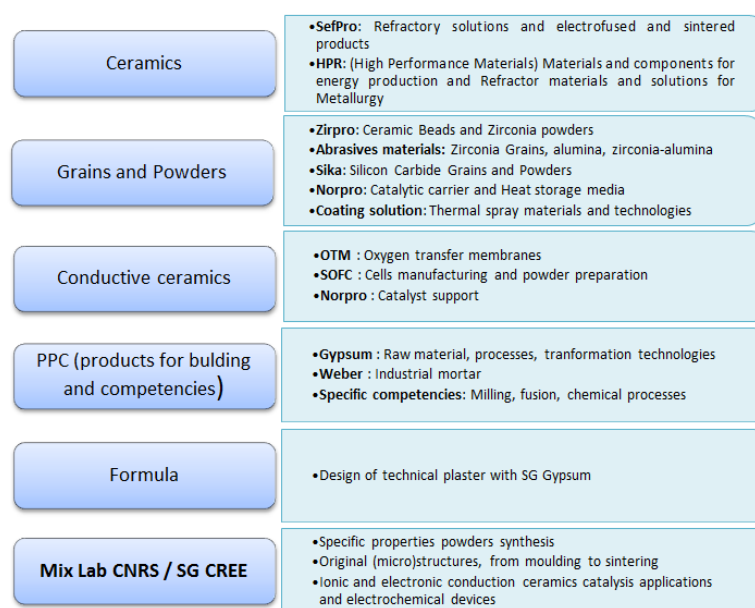 Ceramics
•SefPro: Refractory solutions and electrofused and sintered
products
•HPR: (High Performance Materials) Materials and components for
energy production and Refractor materials and solutions for
Metallurgy
Grains and Powders
•Zirpro: Ceramic Beads and Zirconia powders
•Abrasives materials: Zirconia Grains, alumina, zirconia-alumina
•Sika: Silicon Carbide Grains and Powders
•Norpro: Catalytic carrier and Heat storage media
•Coating solution: Thermal spray materials and technologies
Conductive ceramics
•OTM : Oxygen transfer membranes
•SOFC : Cells manufacturing and powder preparation
•Norpro : Catalyst support
PPC (products for bulding
and competencies)
•Gypsum : Raw material, processes, tranformation technologies
•Weber : Industrial mortar
•Specific competencies: Milling, fusion, chemical processes
Formula
•Design of technical plaster with SG Gypsum
Mix Lab CNRS / SG CREE
•Specific properties powders synthesis
•Original (micro)structures, from moulding to sintering
•Ionic and electronic conduction ceramics catalysis applications
and electrochemical devices